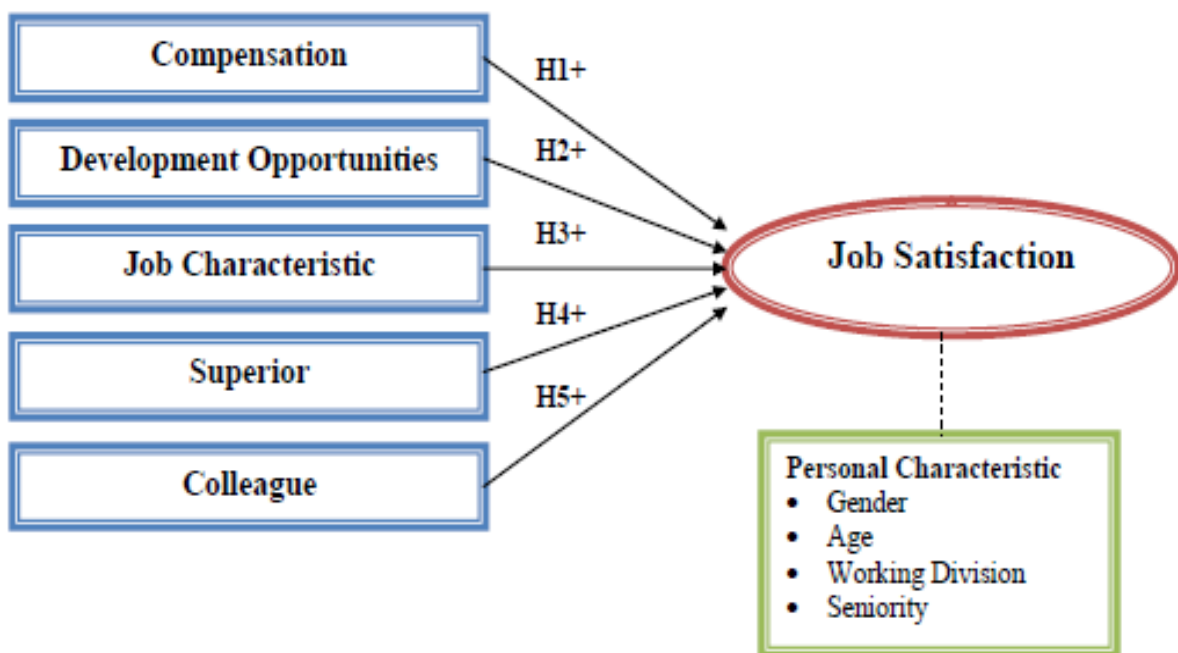 Compensation
H1+
Development Opportunities
H2+
Job Characteristic
H3+
Superior
H4+
Colleague
H5+
Job Satisfaction
Personal Characteristic
• Gender
• Age
• Working Division
• Seniority